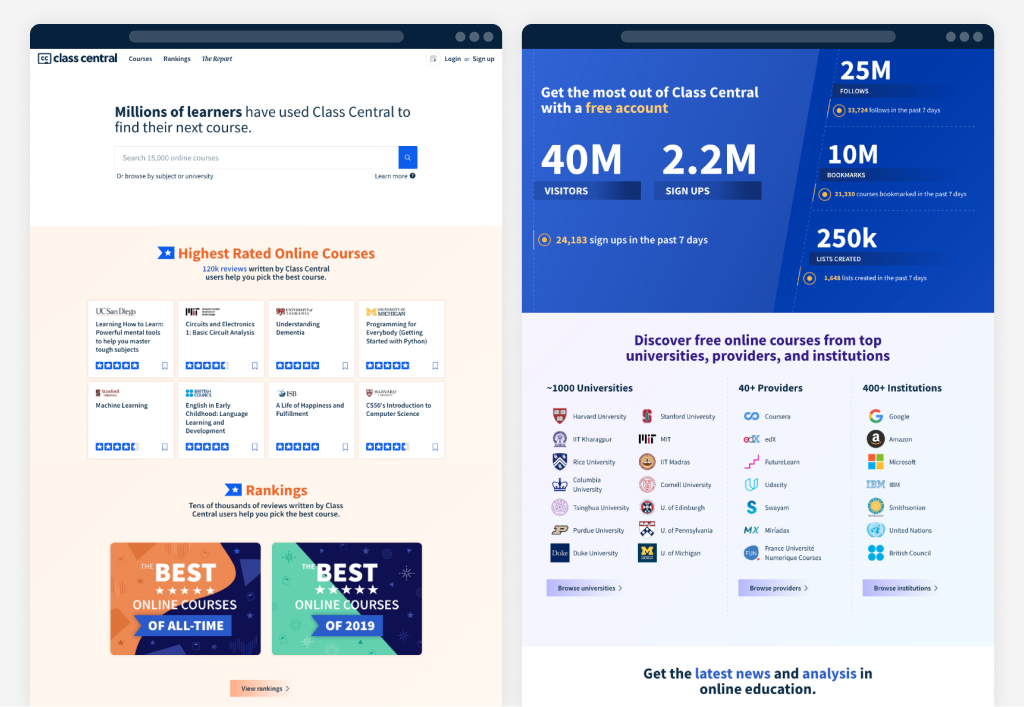 class central
Courses
Rankings
The Report
Login or Sign up
Millions of learners have used Class Central to
find their next course.
Search 15,000 online courses
Or browse by subject or university
Learn more
Highest Rated Online Courses
120k reviews written by Class Central
users help you pick the best course.
UC San Diego
Learning How to Learn:
Powerful mental tools
to help you master
tough subjects
MIT
Circuits and Electronics
1: Basic Circuit Analysis
UNIVERSITY of
TASMANIA
Understanding
Dementia
UNIVERSITY OF
MICHIGAN
Programming for
Everybody (Getting
Started with Python)
Stanford
Machine Learning
BRITISH
COUNCIL
English in Early
Childhood: Language
Learning and
Development
ISB
A Life of Happiness and
Fulfillment
HARVARD
CS50's Introduction to
Computer Science
Rankings
Tens of thousands of reviews written by Class
Central users help you pick the best course.
THE BEST
ONLINE COURSES
OF ALL-TIME
THE BEST
ONLINE COURSES
OF 2019
View rankings
Get the most out of Class Central
with a free account
40M
VISITORS
2.2M
SIGN UPS
24,183 sign ups in the past 7 days
25M
FOLLOWS
33,724 follows in the past 7 days
10M
BOOKMARKS
21,330 courses bookmarked in the past 7 days
250k
LISTS CREATED
1,648 lists created in the past 7 days
Discover free online courses from top
universities, providers, and institutions
~1000 Universities
Harvard University
IIT Kharagpur
Rice University
Columbia
University
Tsinghua University
Purdue University
Duke
Duke University
Stanford University
MIT
IIT Madras
Cornell University
U. of Edinburgh
U. of Pennsylvania
U. of Michigan
Browse universities
40+ Providers
Coursera
edX
edX
FutureLearn
Udacity
Swayam
MX
Miríadax
FUN
France Université
Numerique Courses
Browse providers
400+ Institutions
Google
Amazon
Microsoft
IBM
IBM
Smithsonian
United Nations
British Council
Browse institutions
Get the latest news and analysis in
online education.